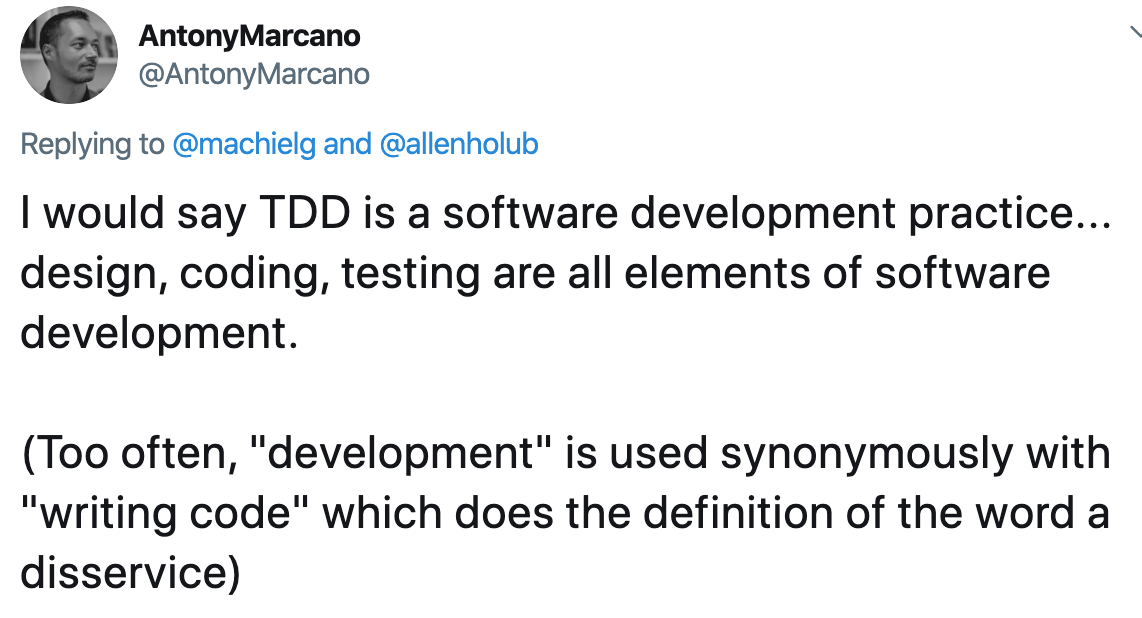 AntonyMarcano
@AntonyMarcano
Replying to @machielg and @allenholub
I would say TDD is a software development practice...
design, coding, testing are all elements of software
development.
(Too often, "development" is used synonymously with
"writing code" which does the definition of the word a
disservice)